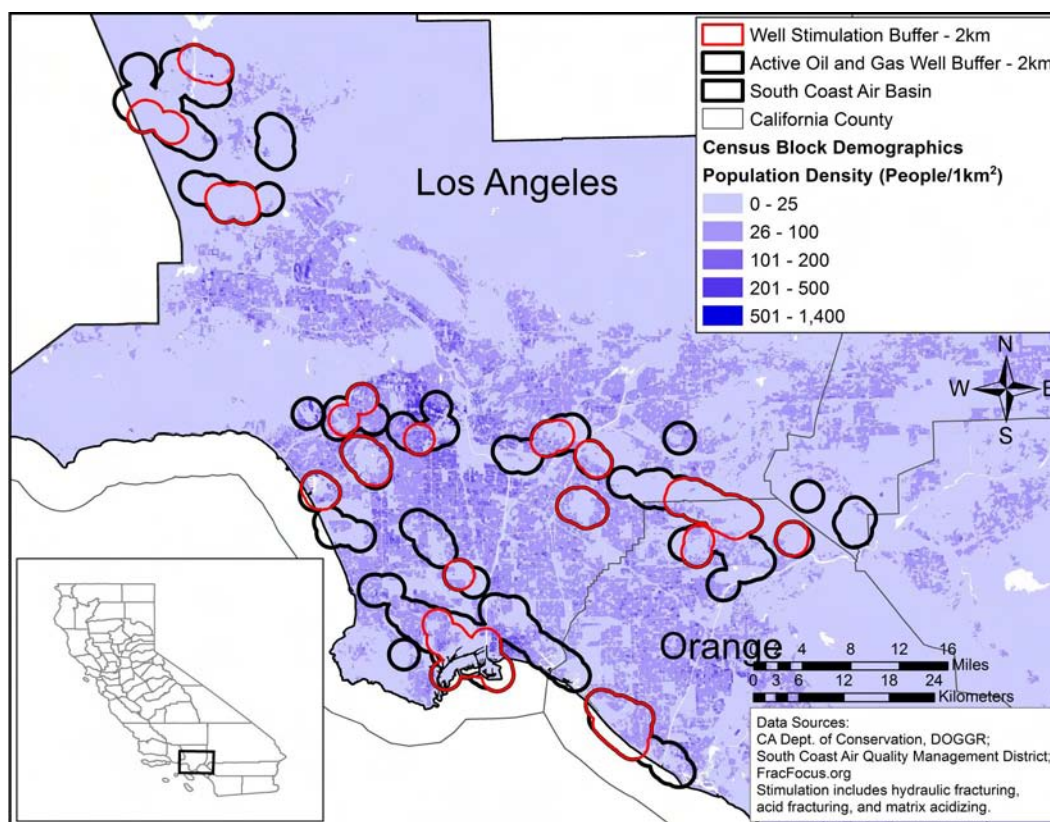 Well Stimulation Buffer - 2km
Active Oil and Gas Well Buffer - 2km
South Coast Air Basin
California County
Census Block Demographics
Population Density (People/1km²)
0 - 25
26 - 100
101 - 200
201 - 500
501 - 1,400
Los Angeles
N
W E
S
Orange
0 2 4 8 12 16
Miles
0 3 6 12 18 24
Kilometers
Data Sources:
CA Dept. of Conservation, DOGGR;
South Coast Air Quality Management District;
FracFocus.org
Stimulation includes hydraulic fracturing,
acid fracturing, and matrix acidizing.